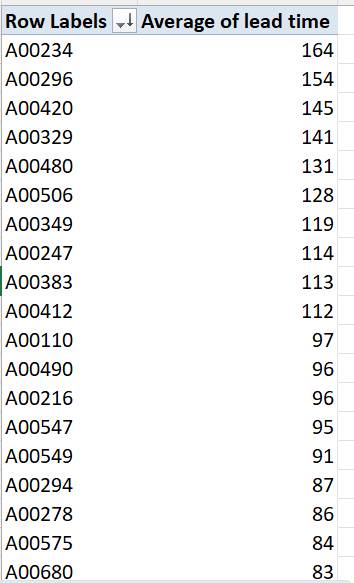 Row Labels Average of lead time
A00234 164
A00296 154
A00420 145
A00329 141
A00480 131
A00506 128
A00349 119
A00247 114
A00383 113
A00412 112
A00110 97
A00490 96
A00216 96
A00547 95
A00549 91
A00294 87
A00278 86
A00575 84
A00680 83